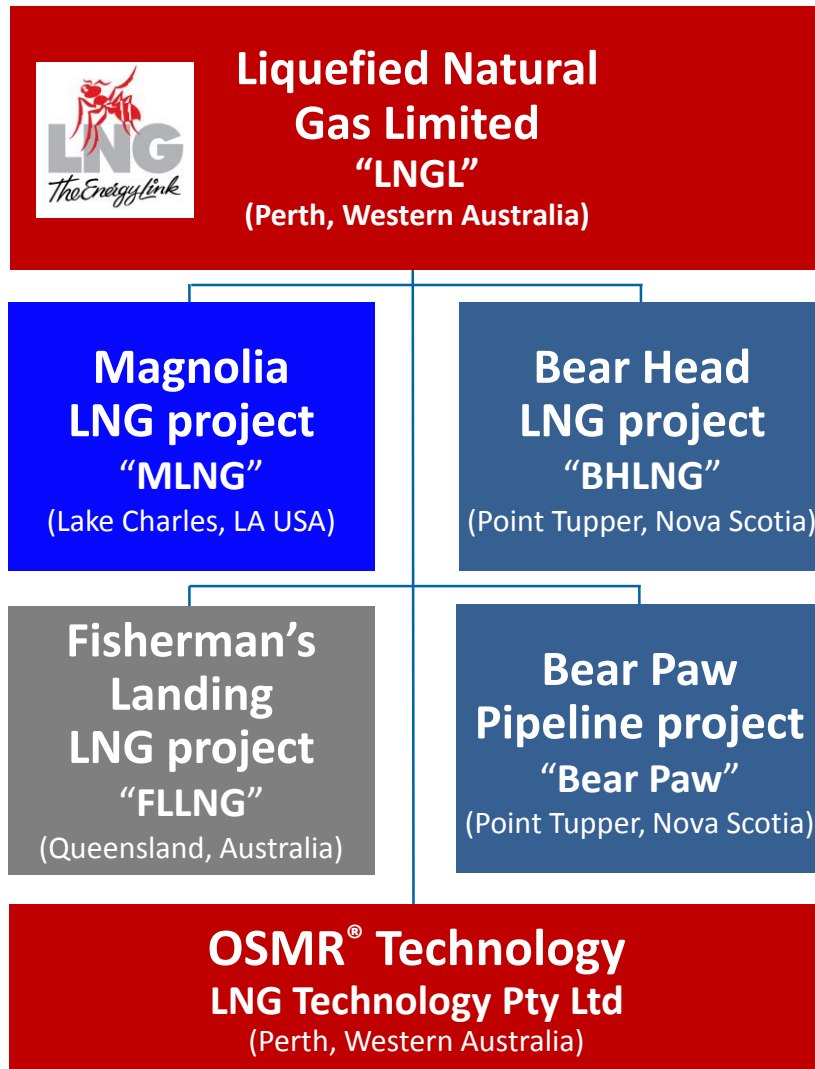 LNG
The Energy Link
Liquefied Natural
Gas Limited
“LNGL”
(Perth, Western Australia)
Magnolia
LNG project
“MLNG”
(Lake Charles, LA USA)
Bear Head
LNG project
“BHLNG”
(Point Tupper, Nova Scotia)
Fisherman’s
Landing
LNG project
“FLLNG”
(Queensland, Australia)
Bear Paw
Pipeline project
“Bear Paw”
(Point Tupper, Nova Scotia)
OSMR® Technology
LNG Technology Pty Ltd
(Perth, Western Australia)